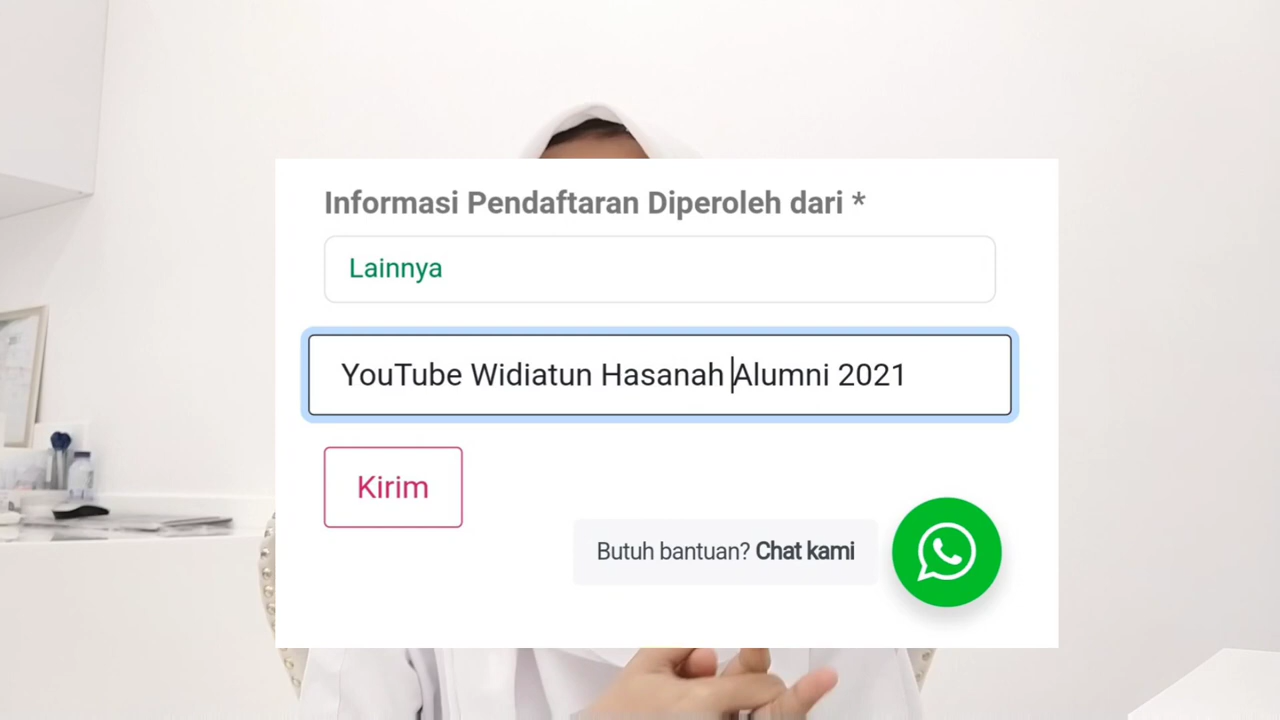 Informasi Pendaftaran Diperoleh dari *
Lainnya
YouTube Widiatun Hasanah Alumni 2021
Kirim
Butuh bantuan? Chat kami